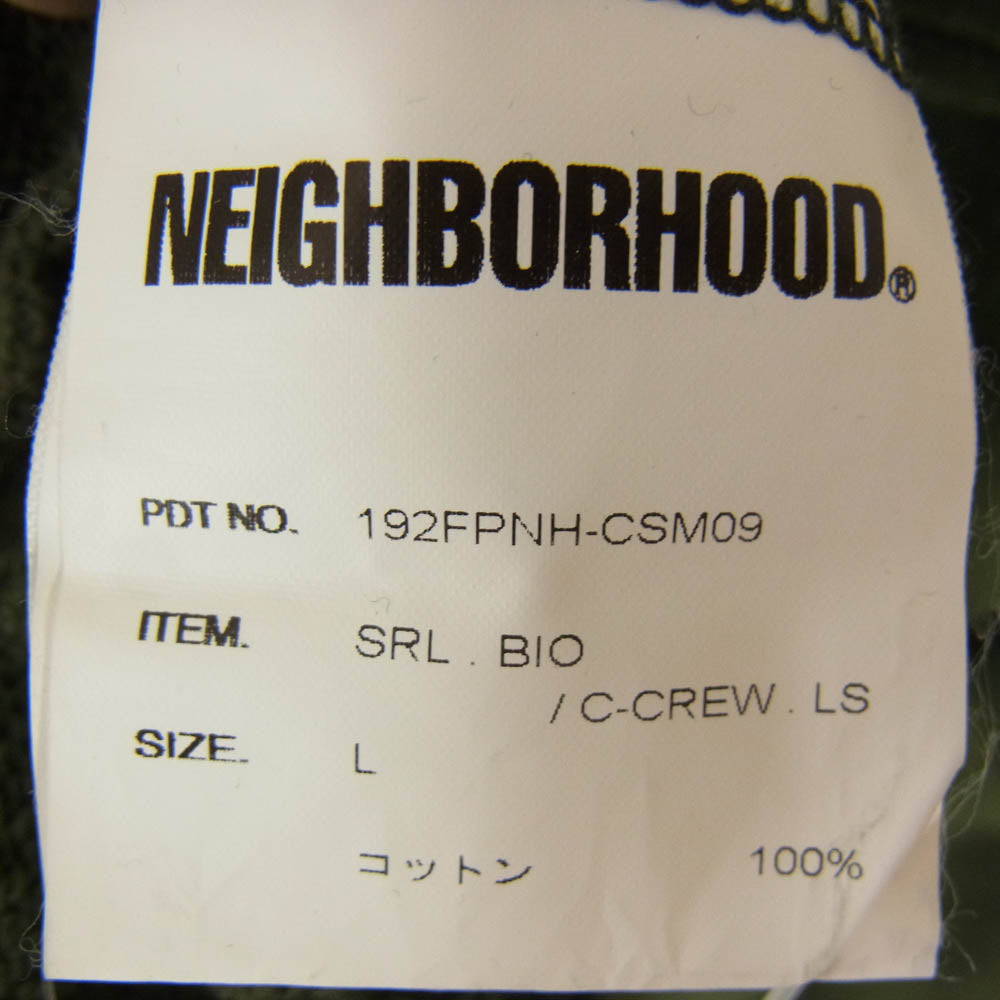 NEIGHBORHOOD®
PDT NO. 192FPNH-CSM09
ITEM. SRL . BIO
/ C-CREW . LS
SIZE. L
コットン 100%